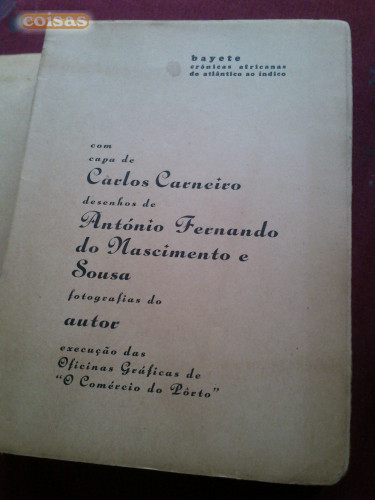 coisas
bayete
crónicas africanas
do atlântico ao índico
com
capa de
Carlos Carneiro
desenhos de
António Fernando
do Nascimento e
Sousa
fotografias do
autor
execução das
Oficinas Gráficas de
"O Comércio do Pôrto"